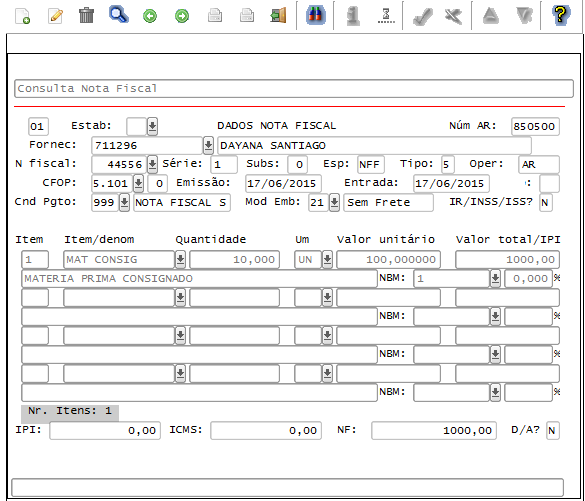 Consulta Nota Fiscal
01 Estab: DADOS NOTA FISCAL Núm AR: 850500
Fornec: 711296 DAYANA SANTIAGO
N fiscal: 44556 Série: 1 Subs: 0 Esp: NFF Tipo: 5 Oper: AR
CFOP: 5.101 0 Emissão: 17/06/2015 Entrada: 17/06/2015 :
Cnd Pgto: 999 NOTA FISCAL S Mod Emb: 21 Sem Frete IR/INSS/ISS? N
Item Item/denom Quantidade Um Valor unitário Valor total/IPI
1 MAT CONSIG 10,000 UN 100,000000 1000,00
MATERIA PRIMA CONSIGNADO NBM: 1 0,000 %
NBM: %
NBM: %
NBM: %
Nr. Itens: 1
IPI: 0,00 ICMS: 0,00 NF: 1000,00 D/A? N